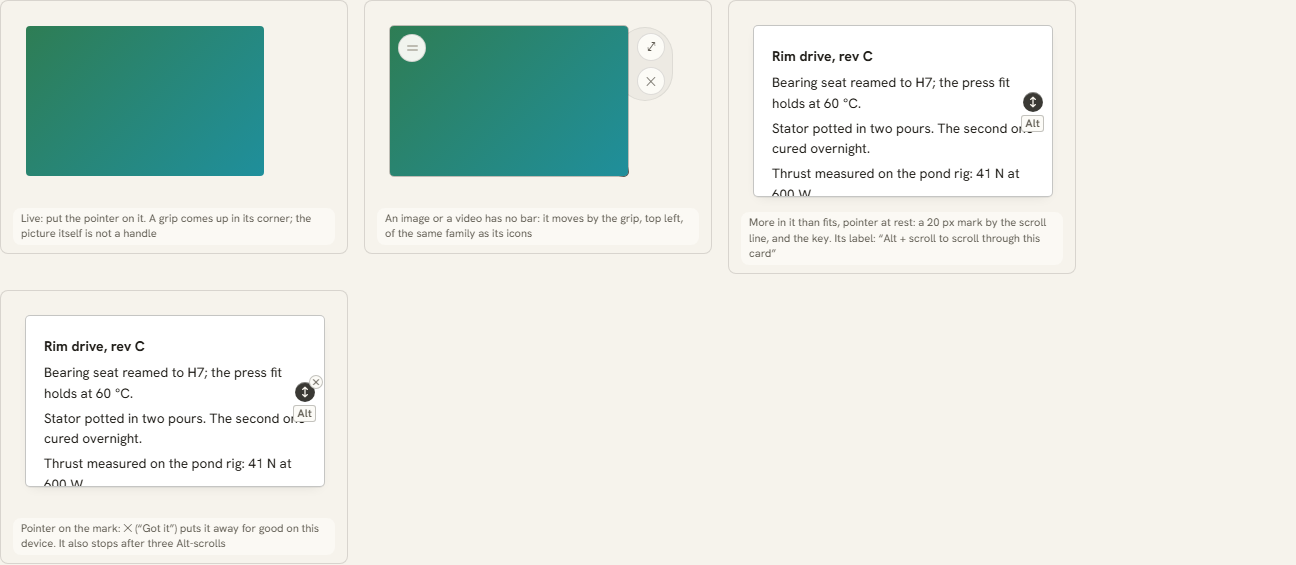 Live: put the pointer on it. A grip comes up in its corner; the
picture itself is not a handle
An image or a video has no bar: it moves by the grip, top left,
of the same family as its icons
Rim drive, rev C
Bearing seat reamed to H7; the press fit
holds at 60 °C.
Stator potted in two pours. The second one
cured overnight.
Thrust measured on the pond rig: 41 N at
600 W
Alt
More in it than fits, pointer at rest: a 20 px mark by the scroll
line, and the key. Its label: “Alt + scroll to scroll through this
card”
Rim drive, rev C
Bearing seat reamed to H7; the press fit
holds at 60 °C.
Stator potted in two pours. The second one
cured overnight.
Thrust measured on the pond rig: 41 N at
600 W
Alt
Pointer on the mark: ✕ (“Got it”) puts it away for good on this
device. It also stops after three Alt-scrolls